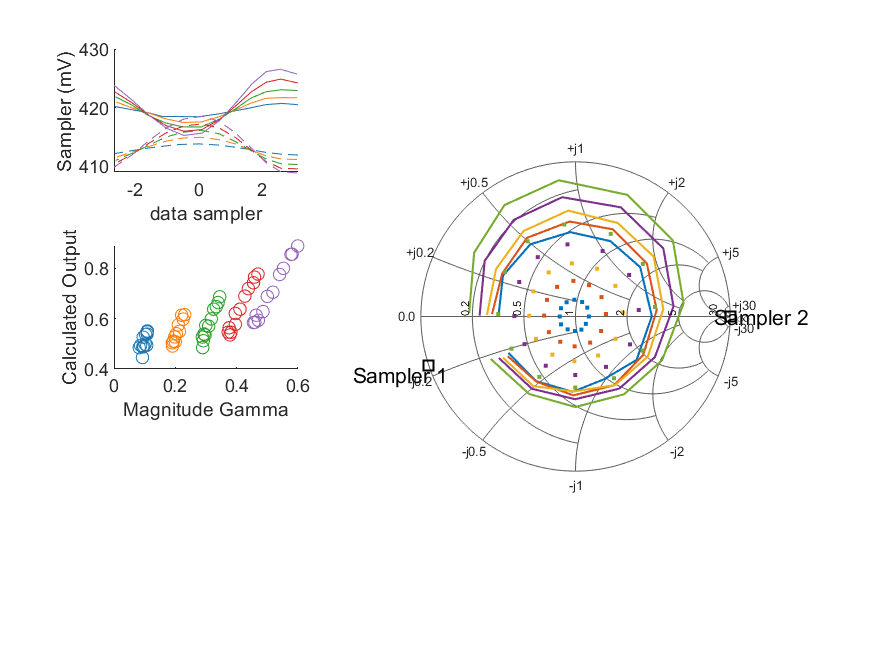 430
420
410
Sampler (mV)
-2
0
2
data sampler
0.8
0.6
0.4
Calculated Output
0
0.2
0.4
0.6
Magnitude Gamma
+j1
+j0.5
+j2
+j0.2
+j5
0.0
0.2
0.5
1
2
5
30
+j30
-j30
Sampler 2
Sampler 1
-j0.2
-j5
-j0.5
-j2
-j1